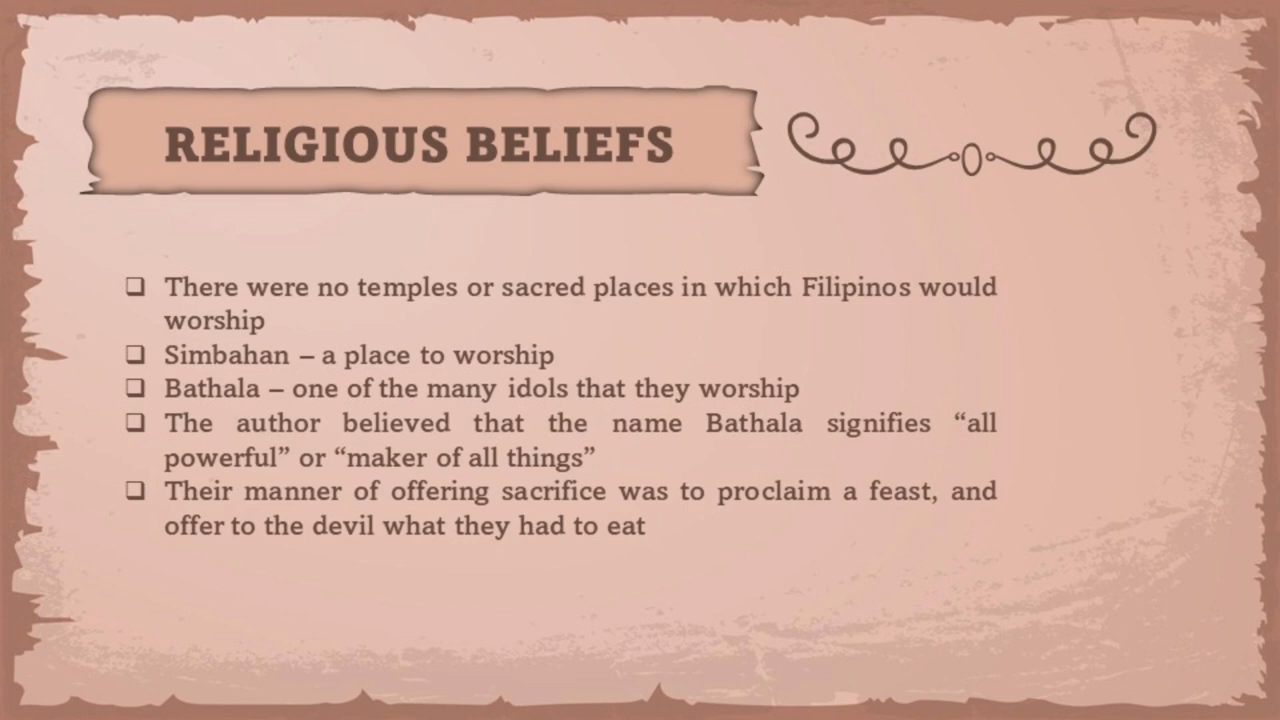 RELIGIOUS BELIEFS
❑ There were no temples or sacred places in which Filipinos would
worship
❑ Simbahan – a place to worship
❑ Bathala – one of the many idols that they worship
❑ The author believed that the name Bathala signifies “all
powerful” or “maker of all things”
❑ Their manner of offering sacrifice was to proclaim a feast, and
offer to the devil what they had to eat